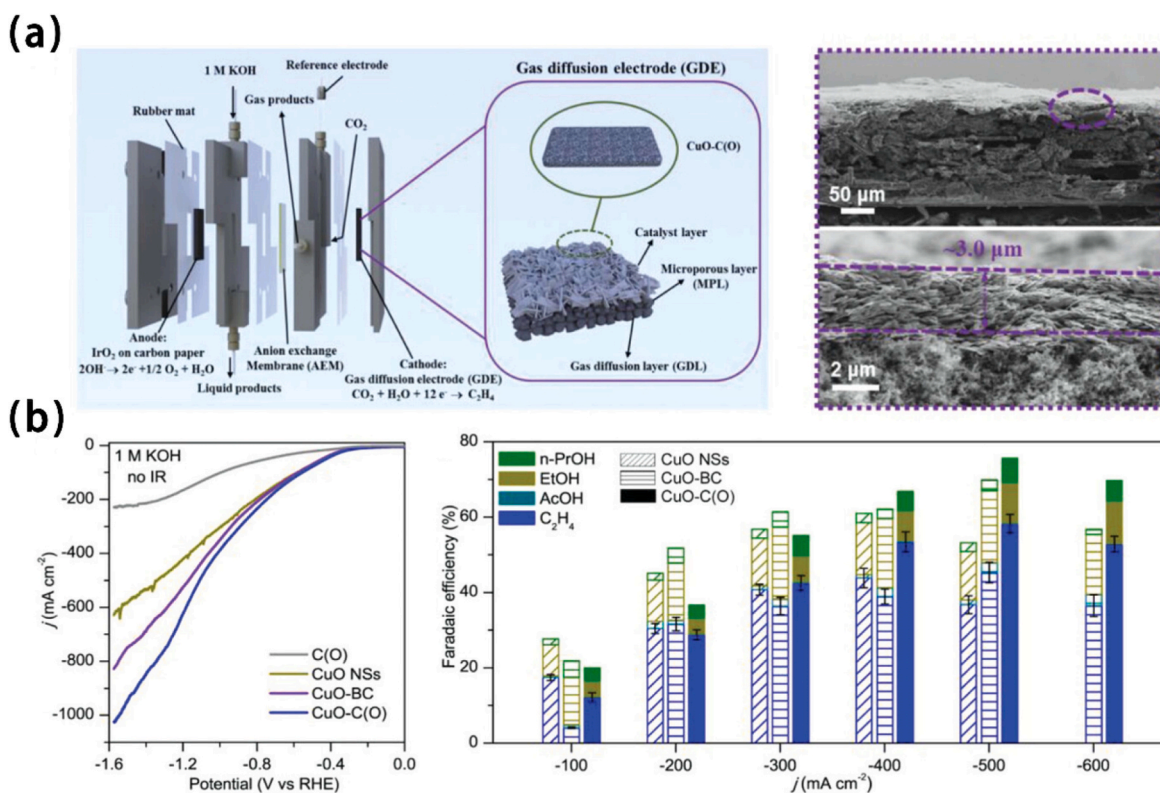 (a)
1 M KOH
Reference electrode
Gas products
Rubber mat
CO₂
Anode:
IrO₂ on carbon paper
2OH⁻→ 2e⁻ +1/2 O₂ + H₂O
Liquid products
Anion exchange
Membrane (AEM)
Cathode:
Gas diffusion electrode (GDE)
CO₂ + H₂O + 12 e⁻ → C₂H₄
Gas diffusion electrode (GDE)
CuO-C(O)
Catalyst layer
Microporous layer
(MPL)
Gas diffusion layer (GDL)
50 μm
~3.0 μm
2 μm
(b)
1 M KOH
no IR
0
-200
-400
-600
-800
-1000
j (mA cm⁻²)
C(O)
CuO NSs
CuO-BC
CuO-C(O)
-1.6
-1.2
-0.8
-0.4
0.0
Potential (V vs RHE)
80
60
40
20
0
Faradaic efficiency (%)
n-PrOH
EtOH
AcOH
C₂H₄
CuO NSs
CuO-BC
CuO-C(O)
-100
-200
-300
-400
-500
-600
j (mA cm⁻²)